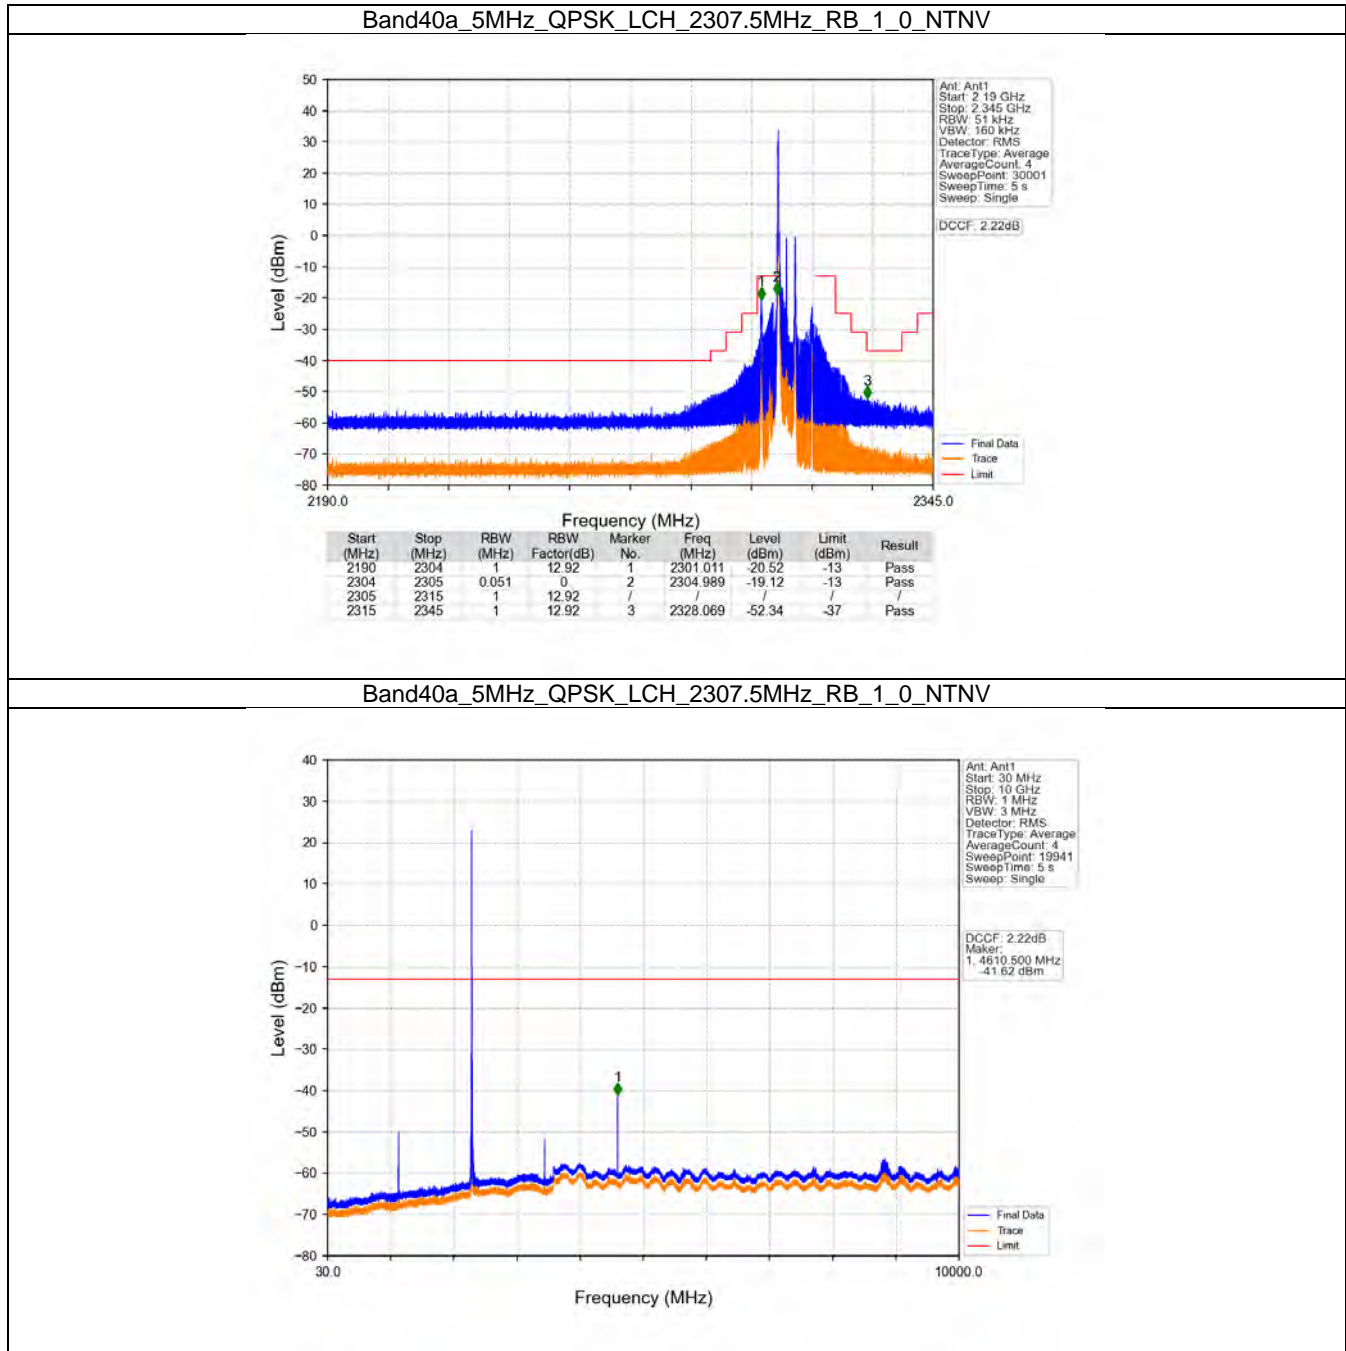 Band40a_5MHz_QPSK_LCH_2307.5MHz_RB_1_0_NTNV
50
40
30
20
10
0
-10
-20
-30
-40
-50
-60
-70
-80
Level (dBm)
1
2
3
2190.0
2345.0
Frequency (MHz)
Ant: Ant1
Start: 2.19 GHz
Stop: 2.345 GHz
RBW: 51 kHz
VBW: 160 kHz
Detector: RMS
TraceType: Average
AverageCount: 4
SweepPoint: 30001
SweepTime: 5 s
Sweep: Single
DCCF: 2.22dB
Final Data
Trace
Limit
Start (MHz) Stop (MHz) RBW (MHz) RBW Factor(dB) Marker No. Freq (MHz) Level (dBm) Limit (dBm) Result
2190 2304 1 12.92 1 2301.011 -20.52 -13 Pass
2304 2305 0.051 0 2 2304.989 -19.12 -13 Pass
2305 2315 1 12.92 / / / / /
2315 2345 1 12.92 3 2328.069 -52.34 -37 Pass
Band40a_5MHz_QPSK_LCH_2307.5MHz_RB_1_0_NTNV
40
30
20
10
0
-10
-20
-30
-40
-50
-60
-70
-80
Level (dBm)
1
30.0
10000.0
Frequency (MHz)
Ant: Ant1
Start: 30 MHz
Stop: 10 GHz
RBW: 1 MHz
VBW: 3 MHz
Detector: RMS
TraceType: Average
AverageCount: 4
SweepPoint: 19941
SweepTime: 5 s
Sweep: Single
DCCF: 2.22dB
Maker:
1. 4610.500 MHz
-41.62 dBm
Final Data
Trace
Limit